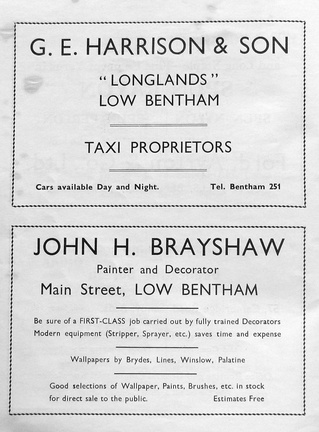 G. E. HARRISON & SON
"LONGLANDS"
LOW BENTHAM
TAXI PROPRIETORS
Cars available Day and Night. Tel. Bentham 251
JOHN H. BRAYSHAW
Painter and Decorator
Main Street, LOW BENTHAM
Be sure of a FIRST-CLASS job carried out by fully trained Decorators
Modern equipment (Stripper, Sprayer, etc.) saves time and expense
Wallpapers by Brydes, Lines, Winslow, Palatine
Good selections of Wallpaper, Paints, Brushes, etc. in stock
for direct sale to the public. Estimates Free